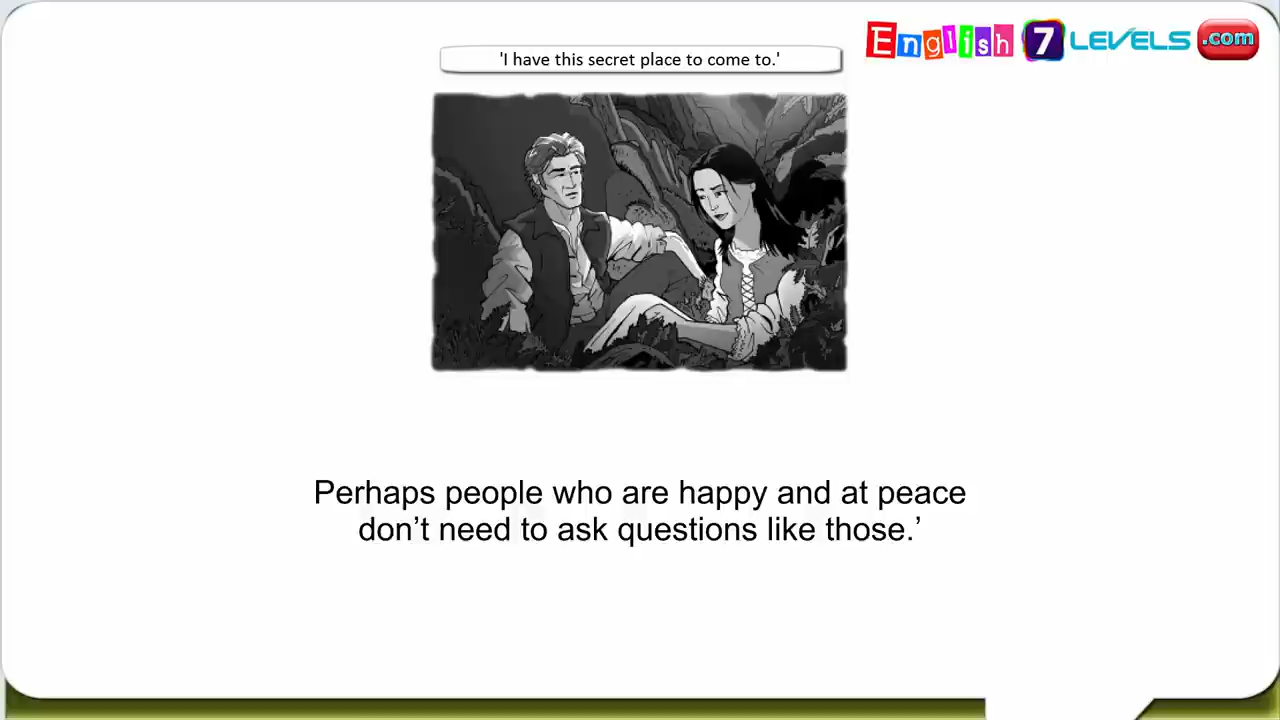 English 7 LEVELS .com
'I have this secret place to come to.'
Perhaps people who are happy and at peace
don’t need to ask questions like those.’